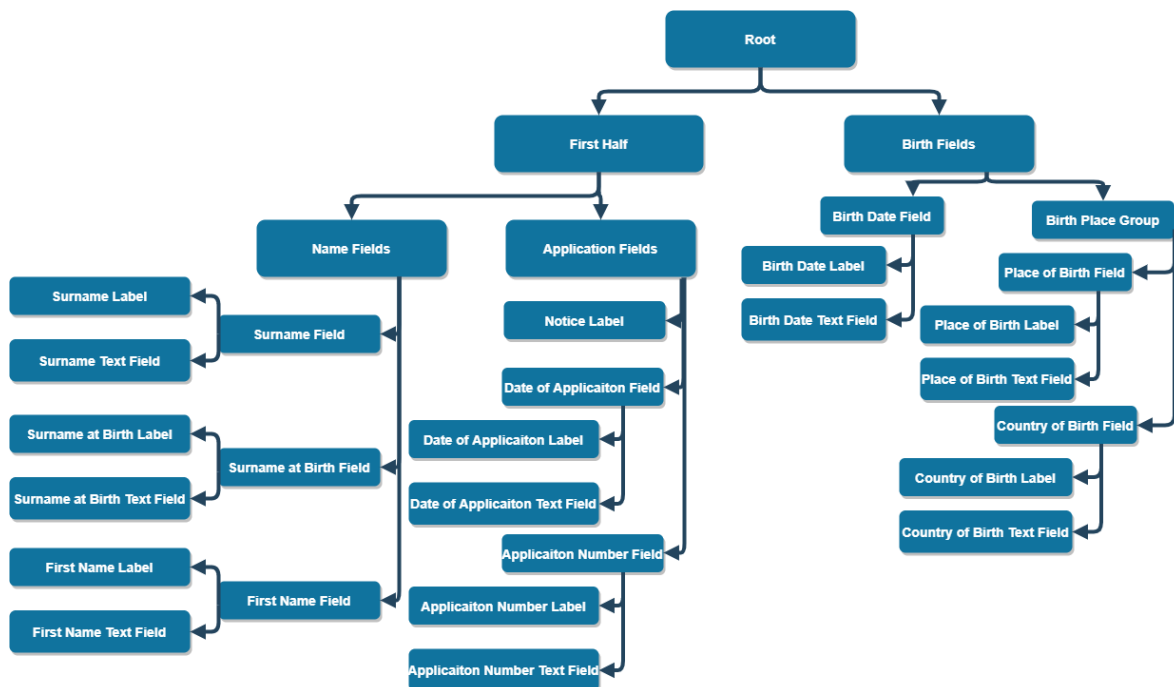 Root
First Half
Birth Fields
Name Fields
Application Fields
Birth Date Field
Birth Place Group
Surname Label
Surname Field
Surname Text Field
Surname at Birth Label
Surname at Birth Field
Surname at Birth Text Field
First Name Label
First Name Field
First Name Text Field
Notice Label
Date of Applicaiton Field
Date of Applicaiton Label
Date of Applicaiton Text Field
Applicaiton Number Field
Applicaiton Number Label
Applicaiton Number Text Field
Birth Date Label
Birth Date Text Field
Place of Birth Field
Place of Birth Label
Place of Birth Text Field
Country of Birth Field
Country of Birth Label
Country of Birth Text Field